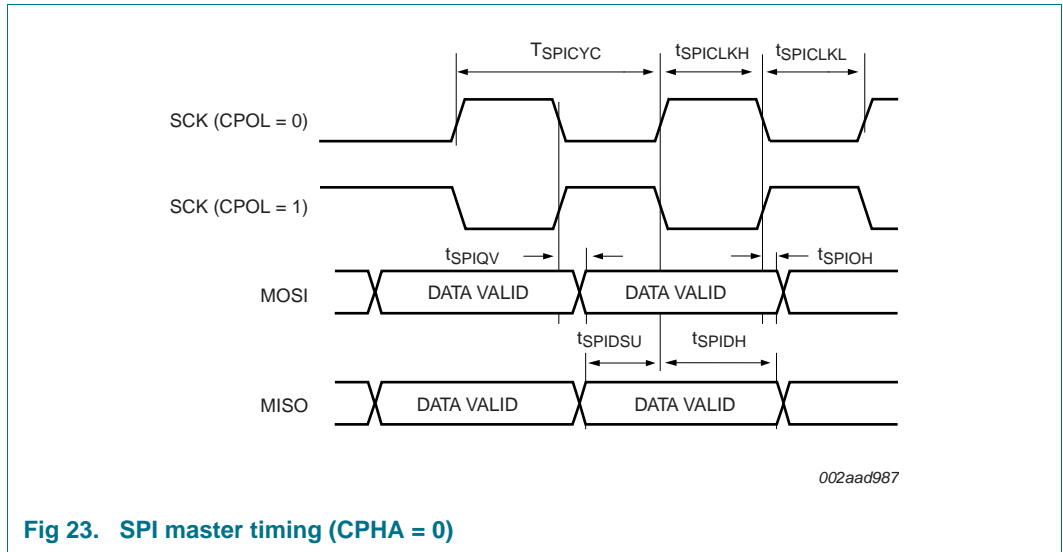 TSPICYC tSPICLKH tSPICLKL
SCK (CPOL = 0)
SCK (CPOL = 1)
tSPIQV tSPIOH
MOSI DATA VALID DATA VALID
tSPIDSU tSPIDH
MISO DATA VALID DATA VALID
002aad987
Fig 23. SPI master timing (CPHA = 0)